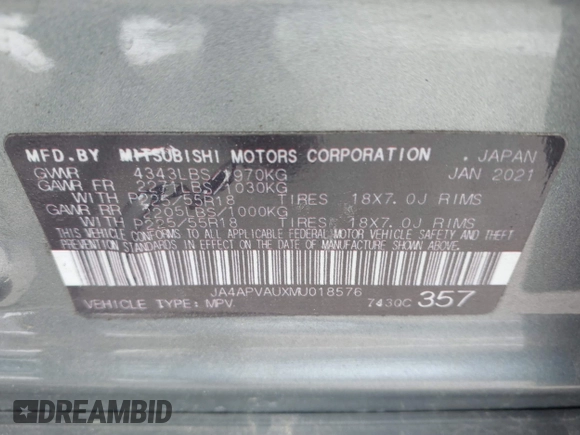 MFD.BY MITSUBISHI MOTORS CORPORATION . JAPAN
GVWR 4343LBS/1970KG JAN 2021
GAWR FR 2271LBS/1030KG
WITH P225/55R18 TIRES 18X7.0J RIMS
GAWR RR 2205LBS/1000KG
WITH P225/55R18 TIRES 18X7.0J RIMS
THIS VEHICLE CONFORMS TO ALL APPLICABLE FEDERAL MOTOR VEHICLE SAFETY, BUMPER, AND THEFT
PREVENTION STANDARDS IN EFFECT ON THE DATE OF MANUFACTURE SHOWN ABOVE.
JA4APVAUXMU018576
VEHICLE TYPE: MPV 743QC 357
DREAMBID